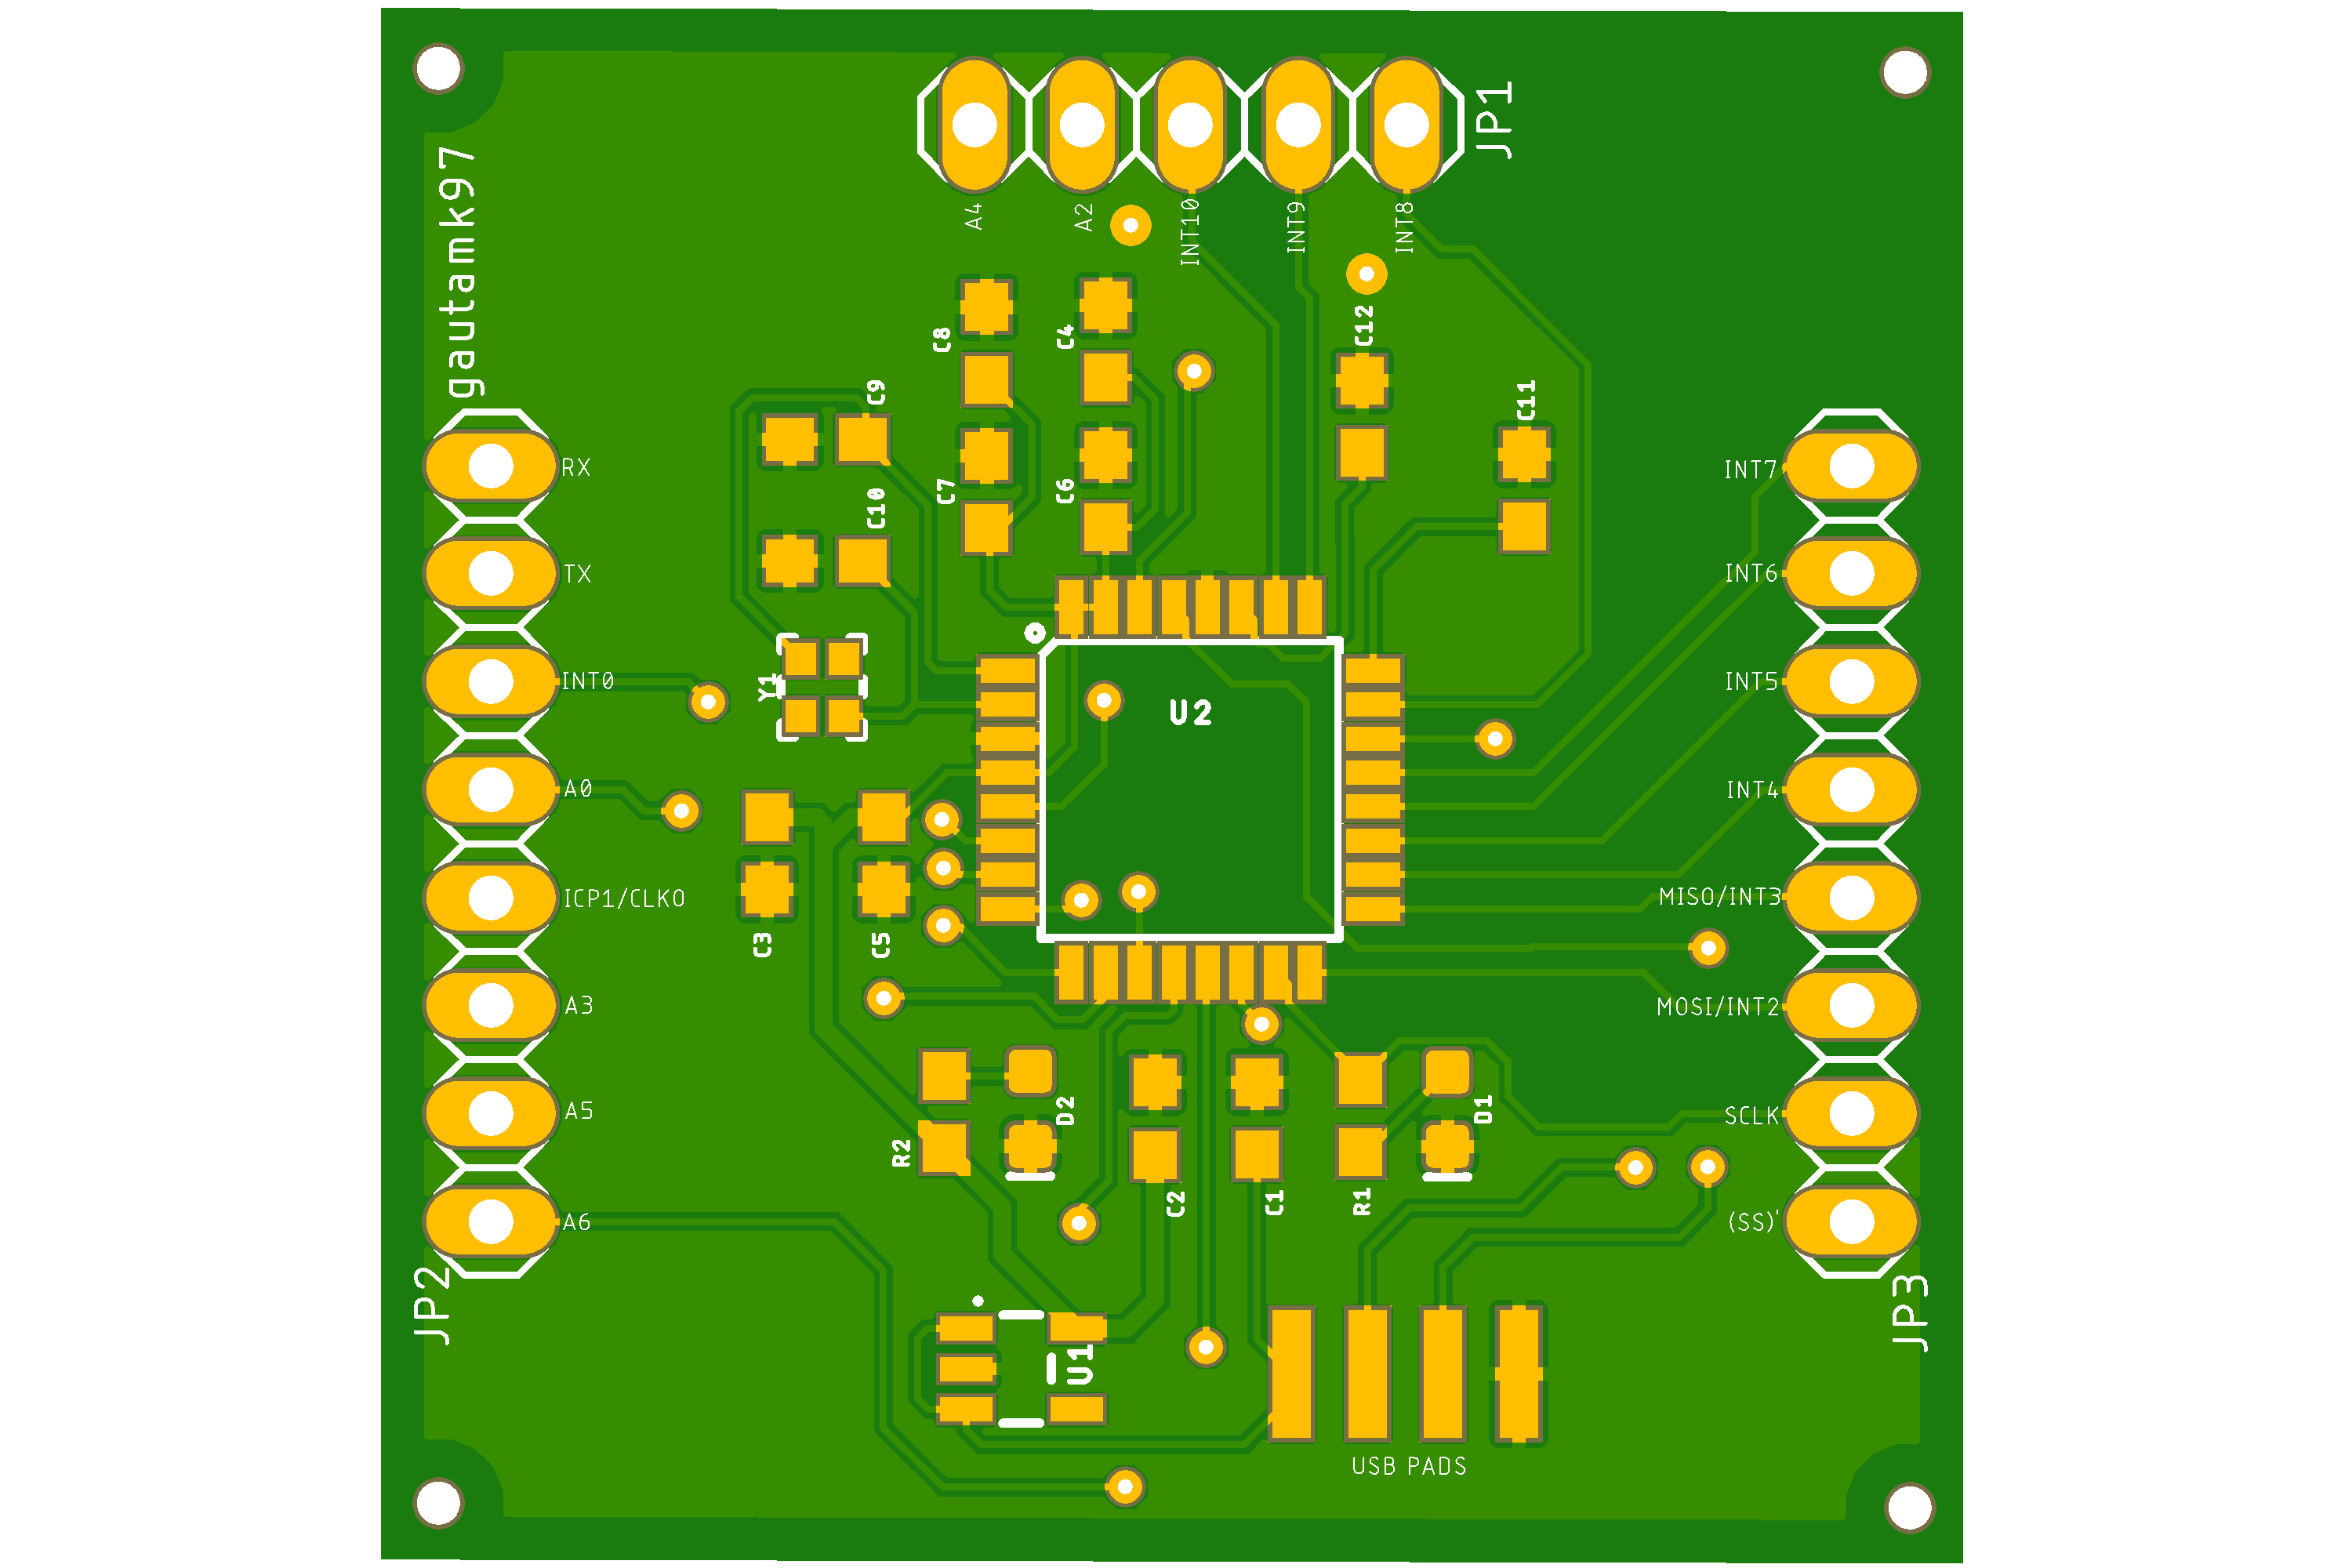 JP1
gautamk97
A4
A2
INT10
INT9
INT8
C8
C4
C12
C9
C11
C7
C6
C10
RX
TX
INT0
A0
ICP1/CLKO
A3
A5
A6
JP2
Y1
U2
C3
C5
INT7
INT6
INT5
INT4
MISO/INT3
MOSI/INT2
SCLK
(SS)'
JP3
R2
D2
C2
C1
R1
D1
U1
USB PADS